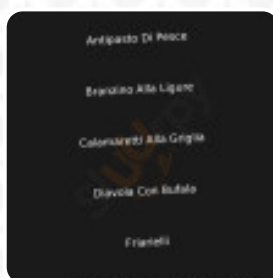 Antipasto Di Pesce
Branzino Alla Ligure
Calamaretti Alla Griglia
Diavola Con Bufala
Friarielli